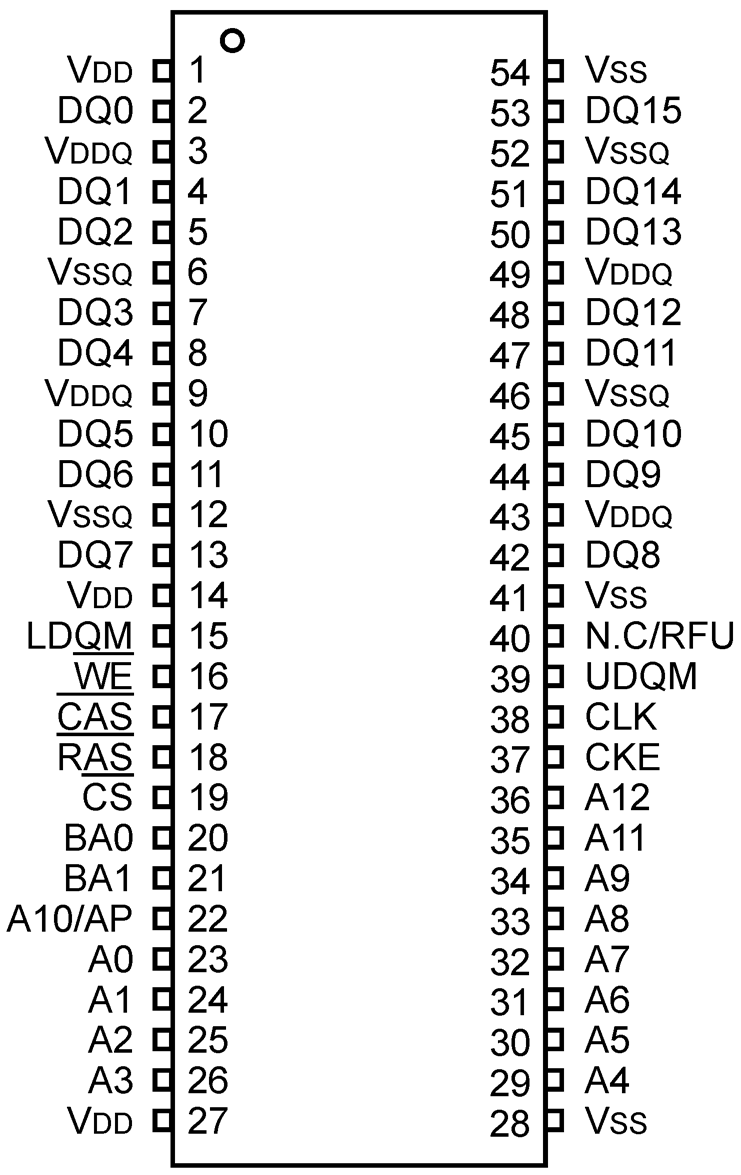 VDD 1 54 VSS
DQ0 2 53 DQ15
VDDQ 3 52 VSSQ
DQ1 4 51 DQ14
DQ2 5 50 DQ13
VSSQ 6 49 VDDQ
DQ3 7 48 DQ12
DQ4 8 47 DQ11
VDDQ 9 46 VSSQ
DQ5 10 45 DQ10
DQ6 11 44 DQ9
VSSQ 12 43 VDDQ
DQ7 13 42 DQ8
VDD 14 41 VSS
LDQM 15 40 N.C/RFU
WE 16 39 UDQM
CAS 17 38 CLK
RAS 18 37 CKE
CS 19 36 A12
BA0 20 35 A11
BA1 21 34 A9
A10/AP 22 33 A8
A0 23 32 A7
A1 24 31 A6
A2 25 30 A5
A3 26 29 A4
VDD 27 28 VSS